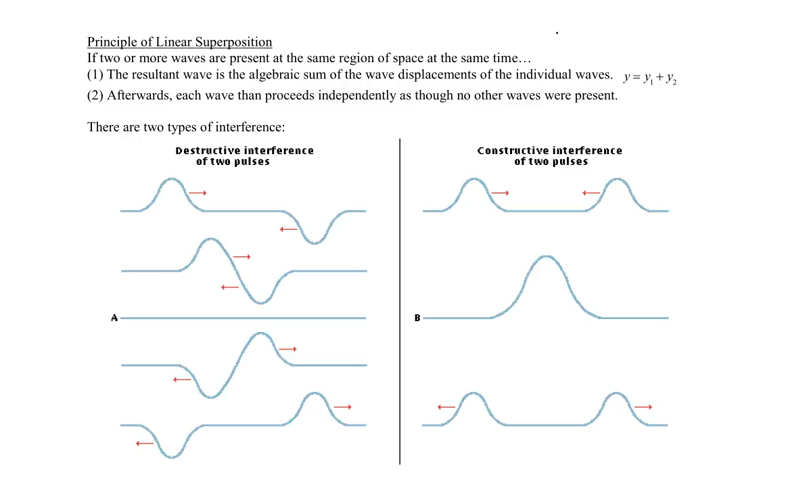 Principle of Linear Superposition
If two or more waves are present at the same region of space at the same time…
(1) The resultant wave is the algebraic sum of the wave displacements of the individual waves. y = y₁ + y₂
(2) Afterwards, each wave than proceeds independently as though no other waves were present.
There are two types of interference:
Destructive interference
of two pulses
Constructive interference
of two pulses
A
B